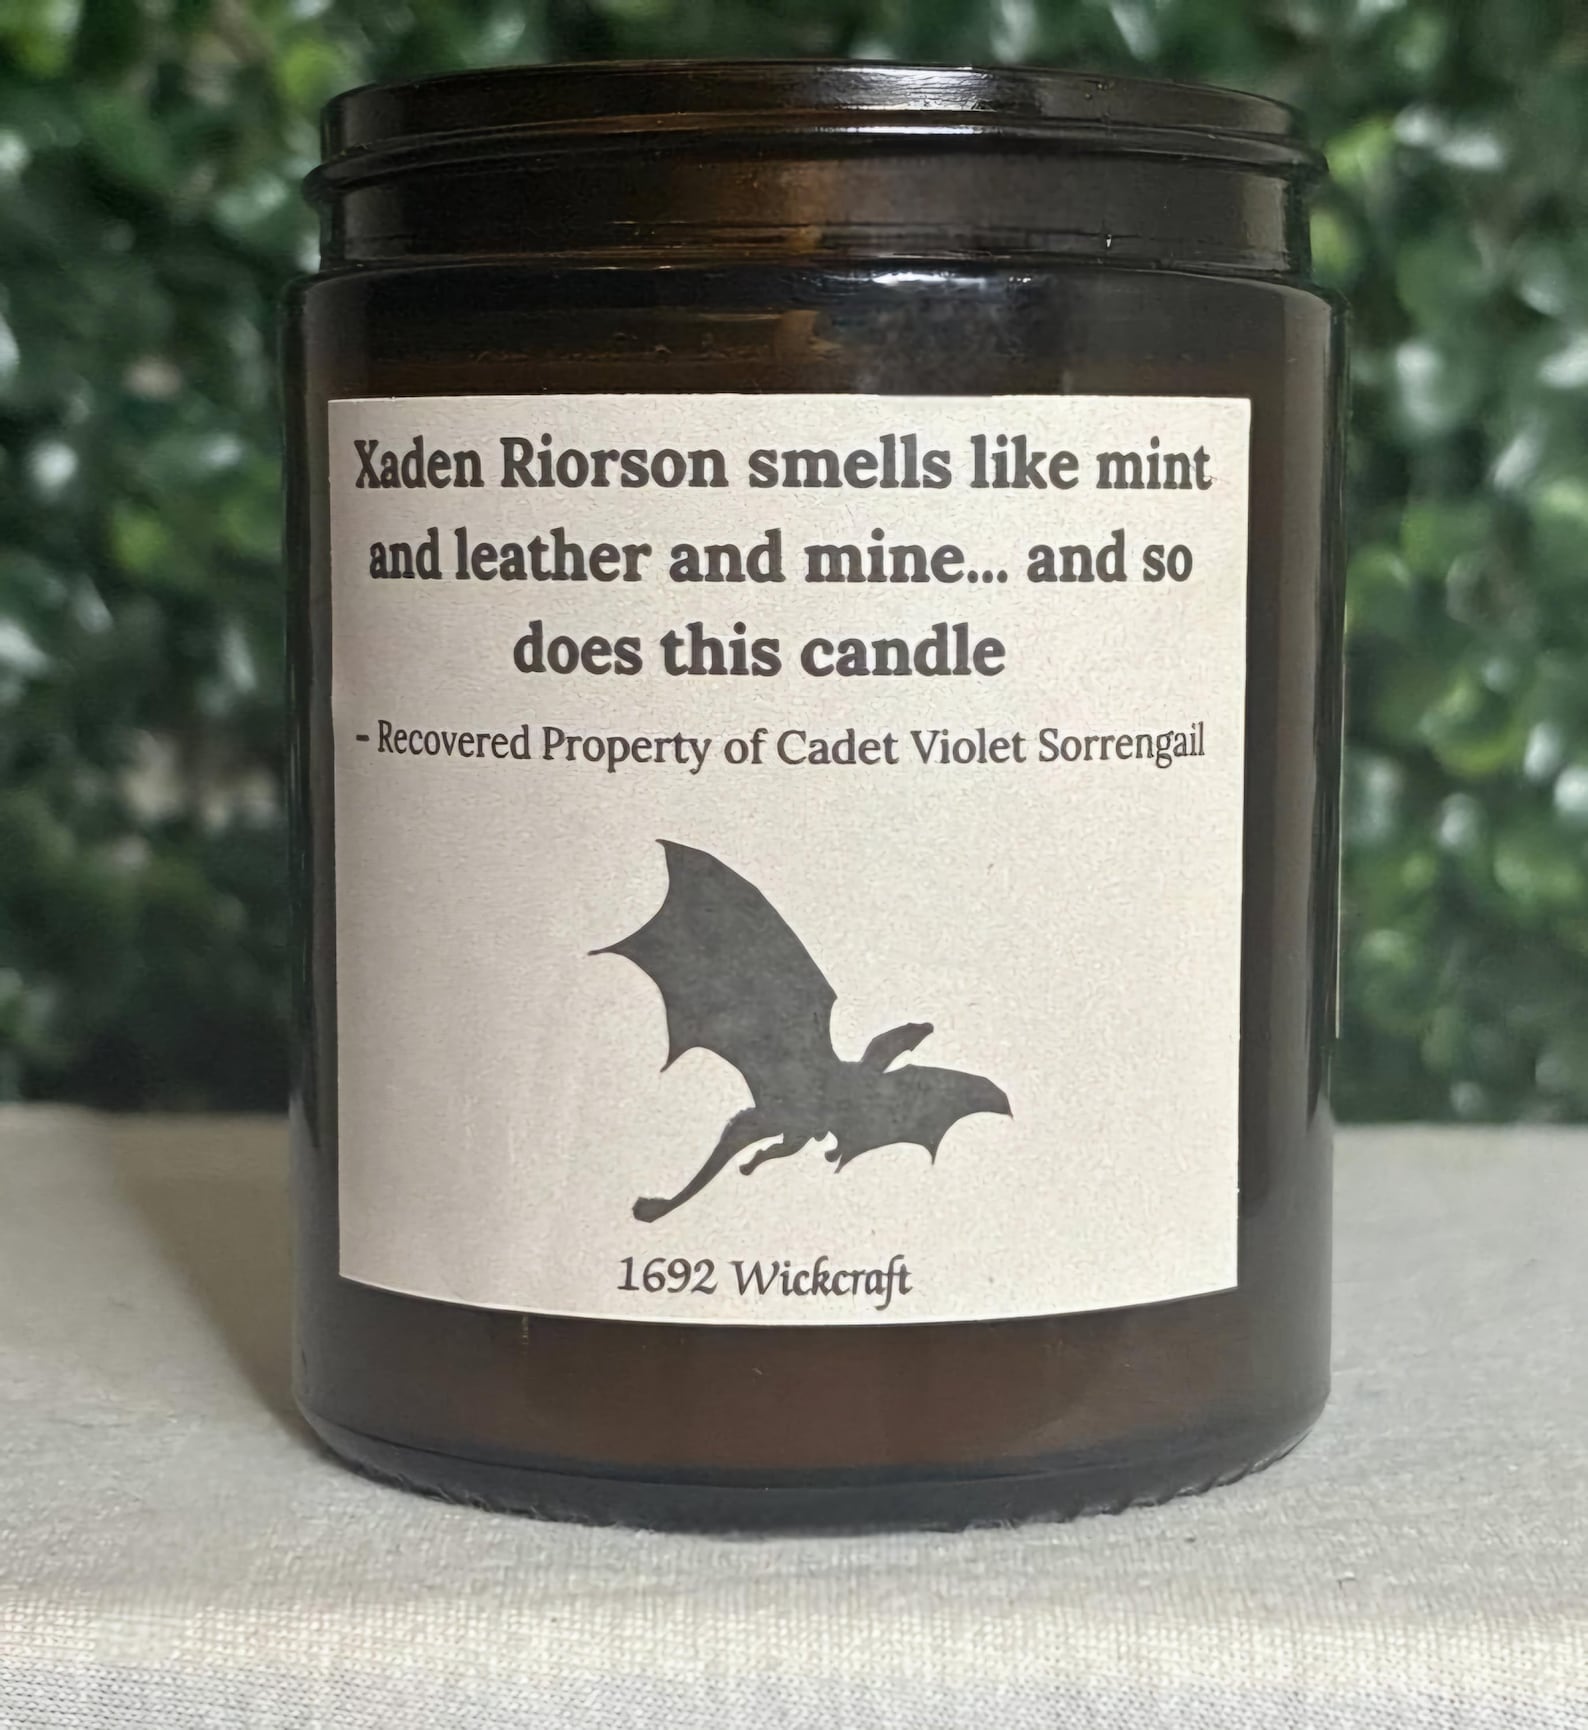 Xaden Riorson smells like mint
and leather and mine... and so
does this candle
- Recovered Property of Cadet Violet Sorrengail
1692 Wickcraft